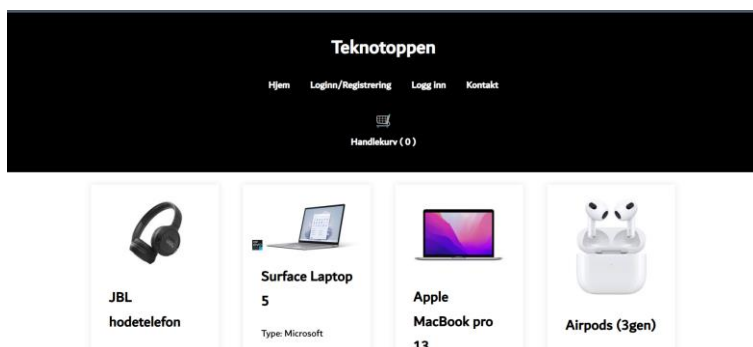 Teknotoppen
Hjem Loginn/Registrering Logg inn Kontakt
Handlekurv ( 0 )
JBL
hodetelefon
Surface Laptop
5
Type: Microsoft
Apple
MacBook pro
13
Airpods (3gen)